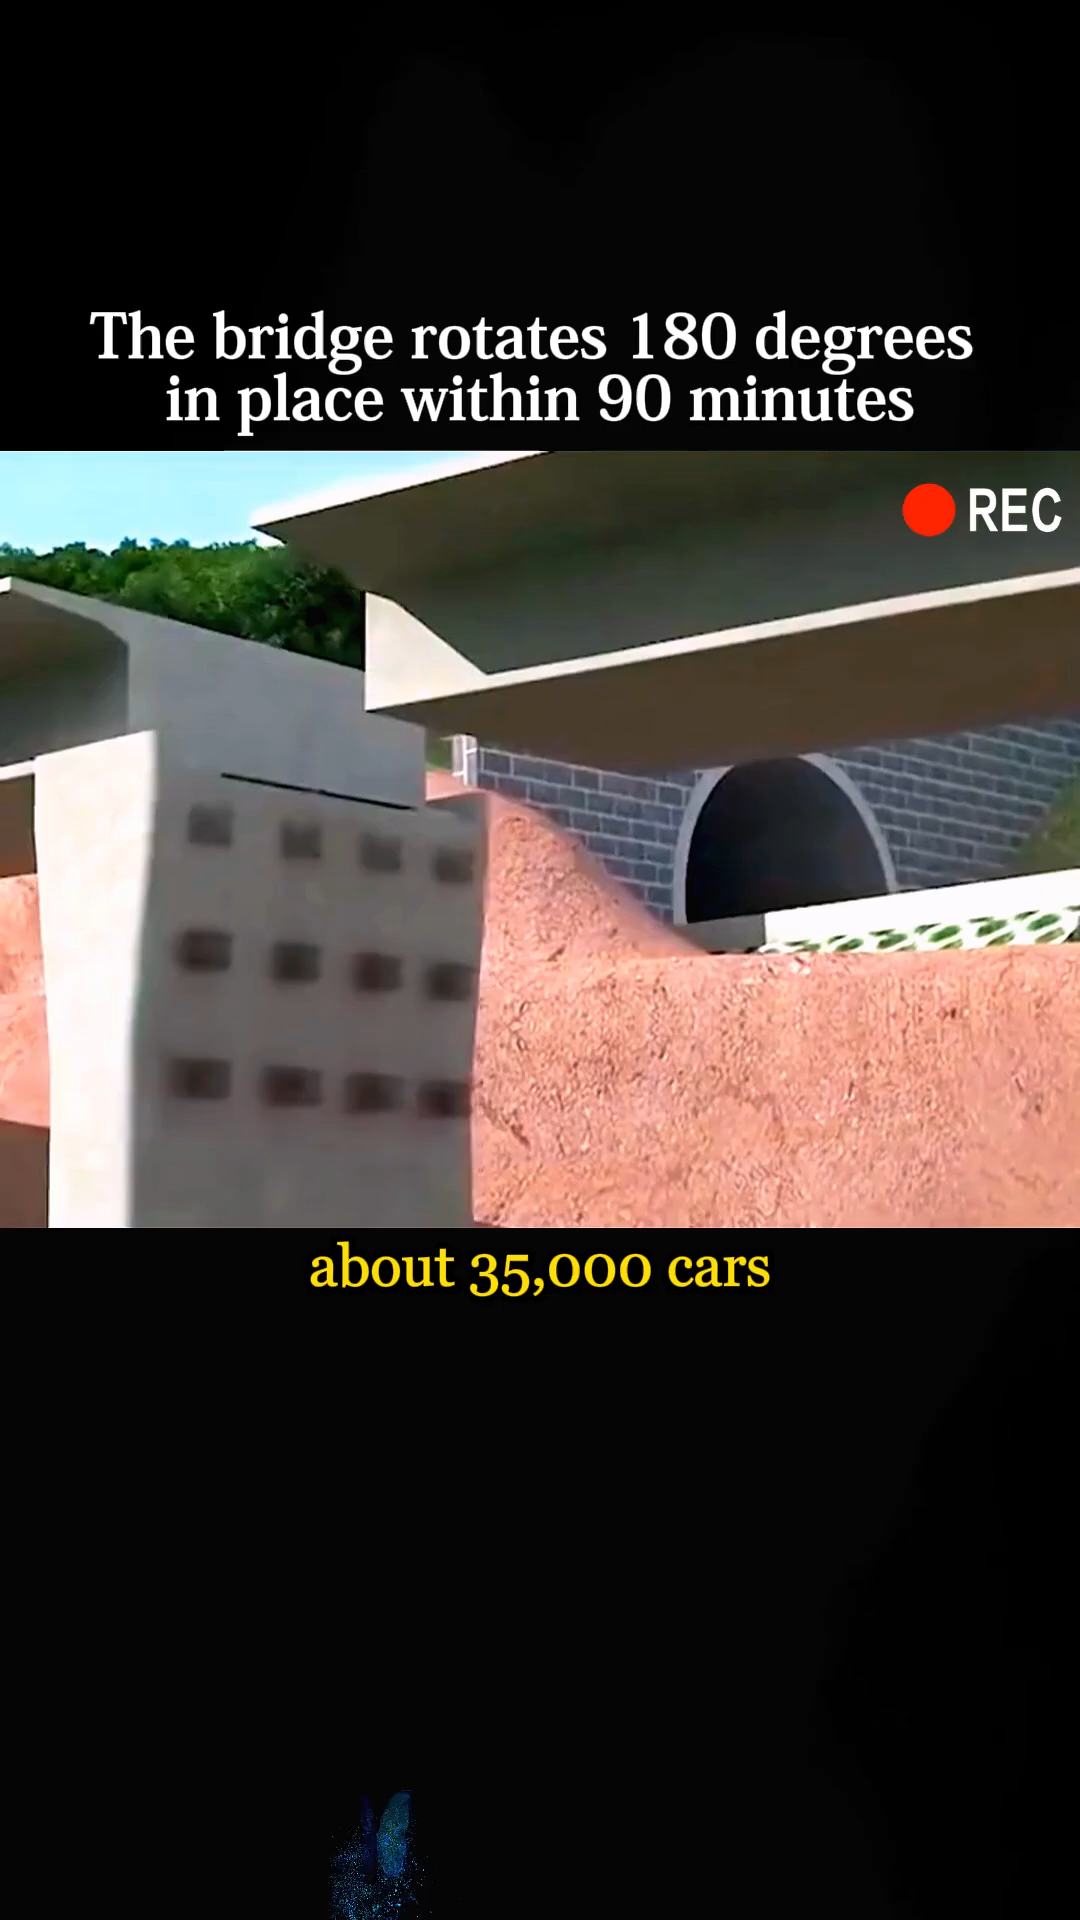 The bridge rotates 180 degrees
in place within 90 minutes
REC
about 35,000 cars